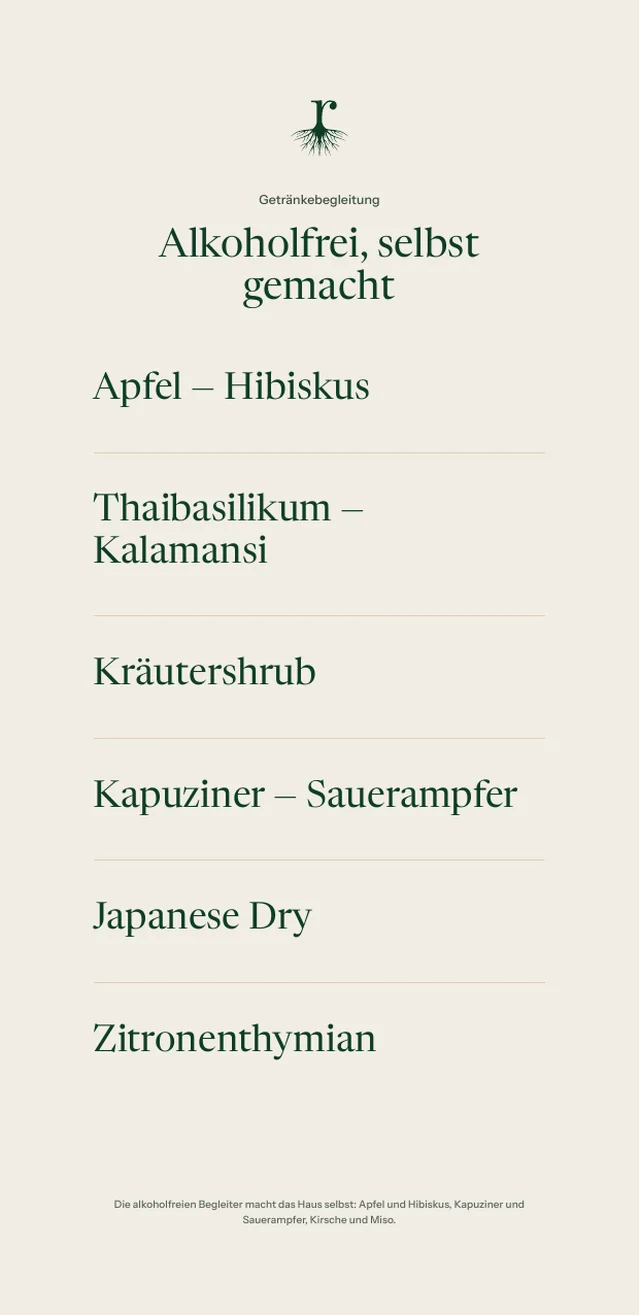 r
Getränkebegleitung
Alkoholfrei, selbst
gemacht
Apfel – Hibiskus
Thaibasilikum –
Kalamansi
Kräutershrub
Kapuziner – Sauerampfer
Japanese Dry
Zitronenthymian
Die alkoholfreien Begleiter macht das Haus selbst: Apfel und Hibiskus, Kapuziner und
Sauerampfer, Kirsche und Miso.